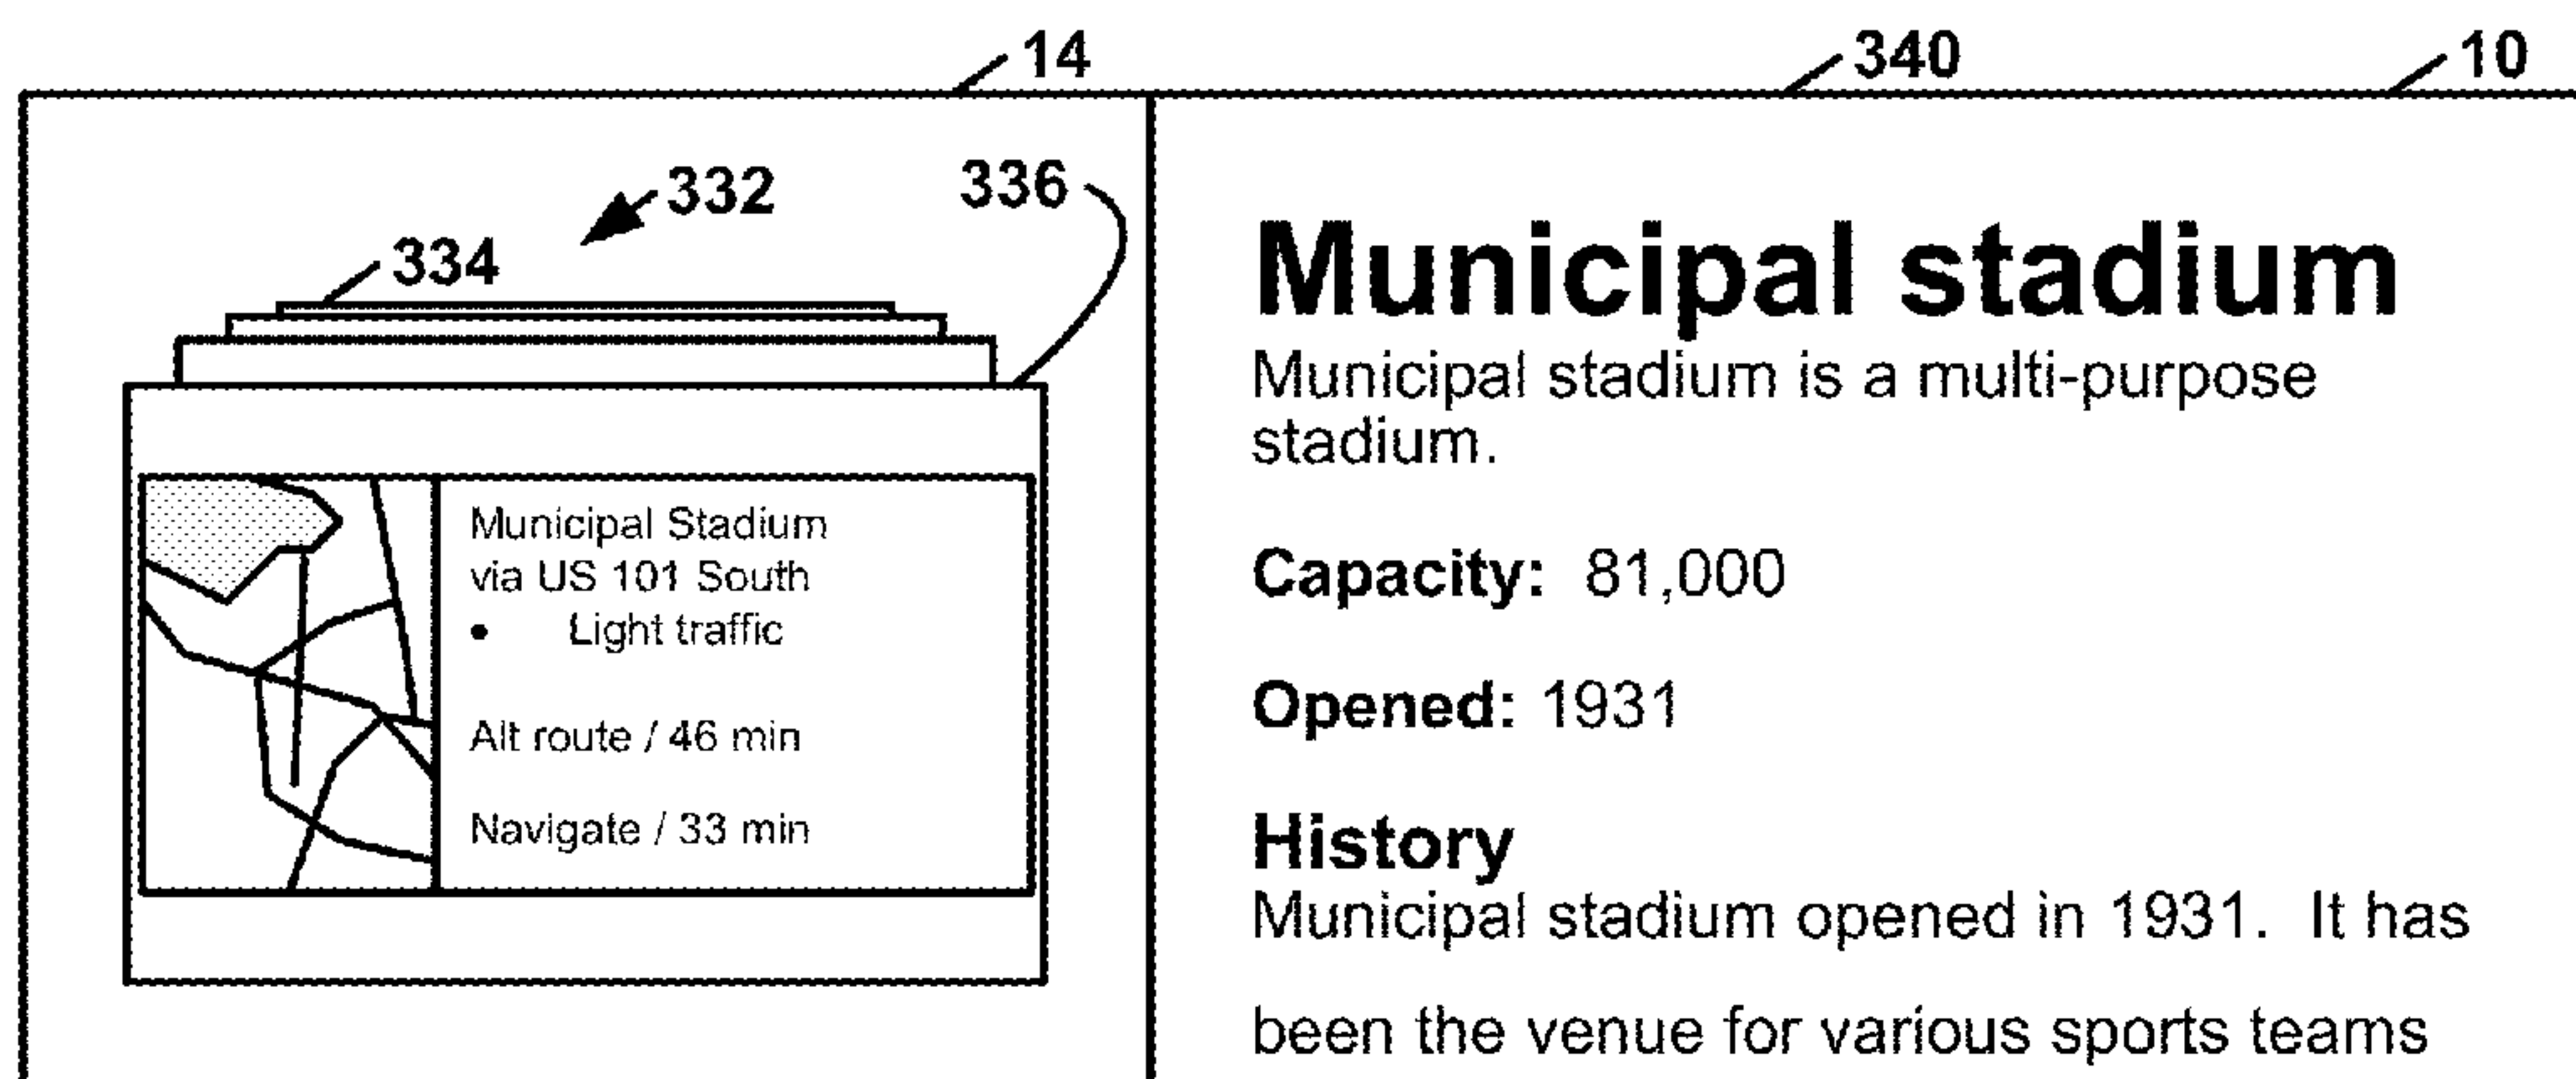 14
340
10
332
336
334
Municipal Stadium
via US 101 South
• Light traffic
Alt route / 46 min
Navigate / 33 min
Municipal stadium
Municipal stadium is a multi-purpose
stadium.
Capacity: 81,000
Opened: 1931
History
Municipal stadium opened in 1931. It has
been the venue for various sports teams